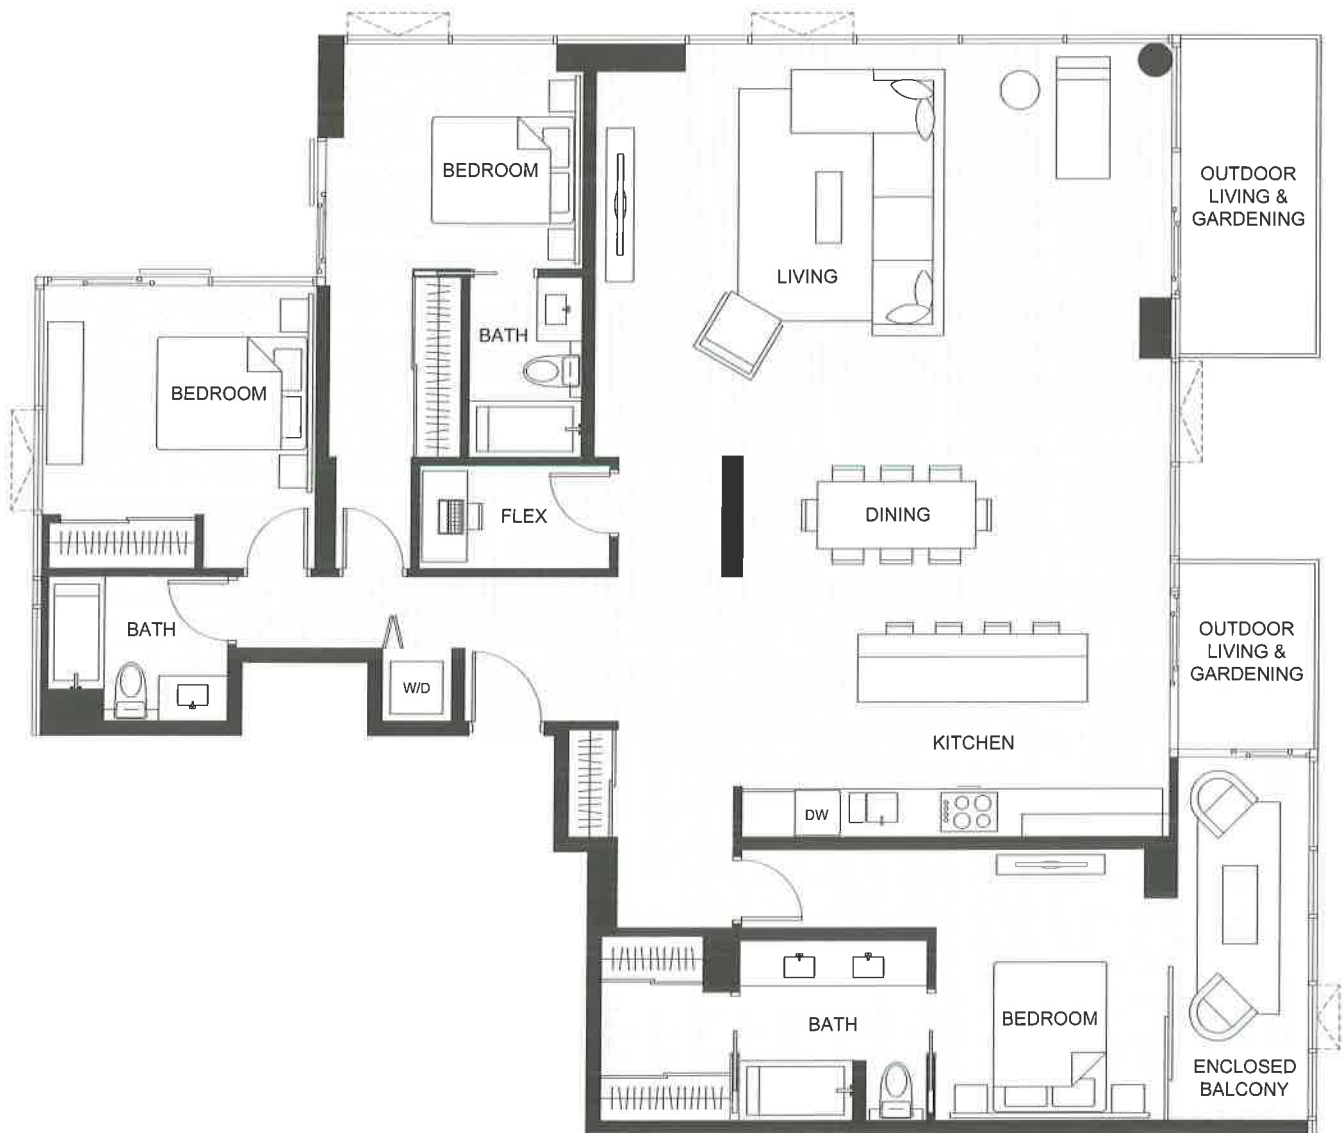 BEDROOM
OUTDOOR
LIVING &
GARDENING
LIVING
BATH
BEDROOM
FLEX
DINING
BATH
OUTDOOR
LIVING &
GARDENING
W/D
KITCHEN
DW
BATH
BEDROOM
ENCLOSED
BALCONY